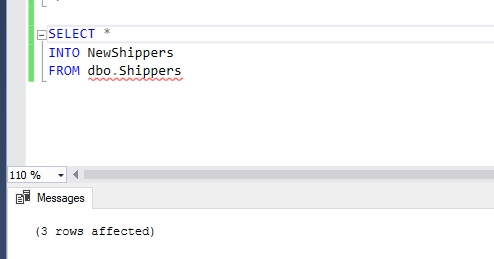 SELECT *
INTO NewShippers
FROM dbo.Shippers
110 %
Messages
(3 rows affected)